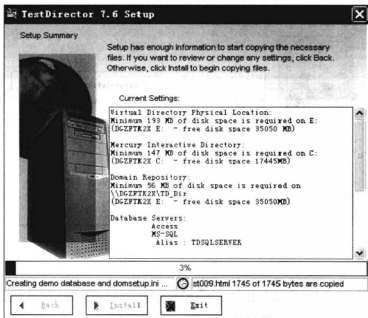 TestDirector 7.6 Setup
Setup Summary
Setup has enough information to start copying the necessary
files. If you want to review or change any settings, click Back.
Otherwise, click Install to begin copying files.
Current Settings:
Virtual Directory Physical Location:
Minimum 193 MB of disk space is required on E:
(DGZFTK2X E: - free disk space 35050 MB)
Mercury Interactive Directory:
Minimum 147 MB of disk space is required on C:
(DGZFTK2X C: - free disk space 17445MB)
Domain Repository:
Minimum 56 MB of disk space is required on
\\DGZFTK2X\TD_Dir
(DGZFTK2X E: - free disk space 35050MB)
Database Servers:
Access
MS-SQL
Alias : TDSQLSERVER
3%
Creating demo database and domsetup.ini ... st009.html 1745 of 1745 bytes are copied
Back Install Exit